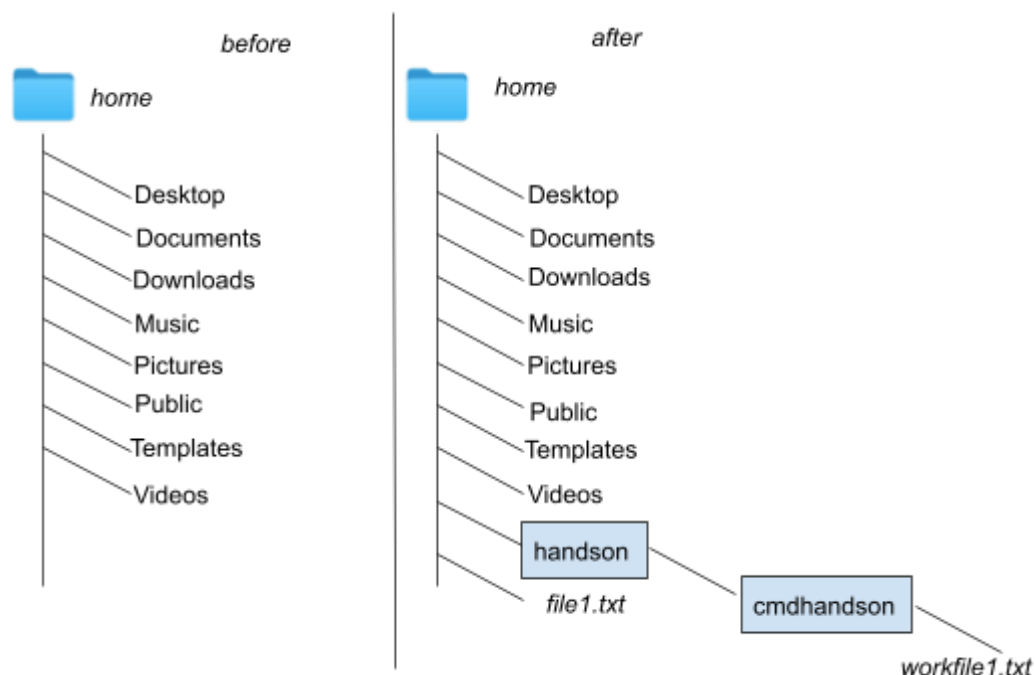 before
home
Desktop
Documents
Downloads
Music
Pictures
Public
Templates
Videos
after
home
Desktop
Documents
Downloads
Music
Pictures
Public
Templates
Videos
handson
file1.txt
cmdhandson
workfile1.txt